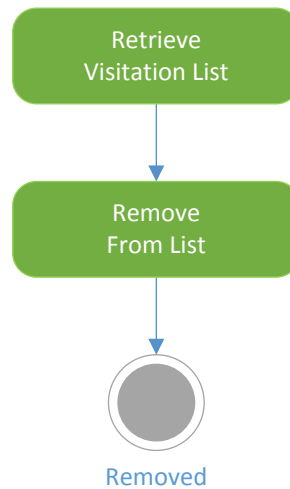 Retrieve
Visitation List
Remove
From List
Removed